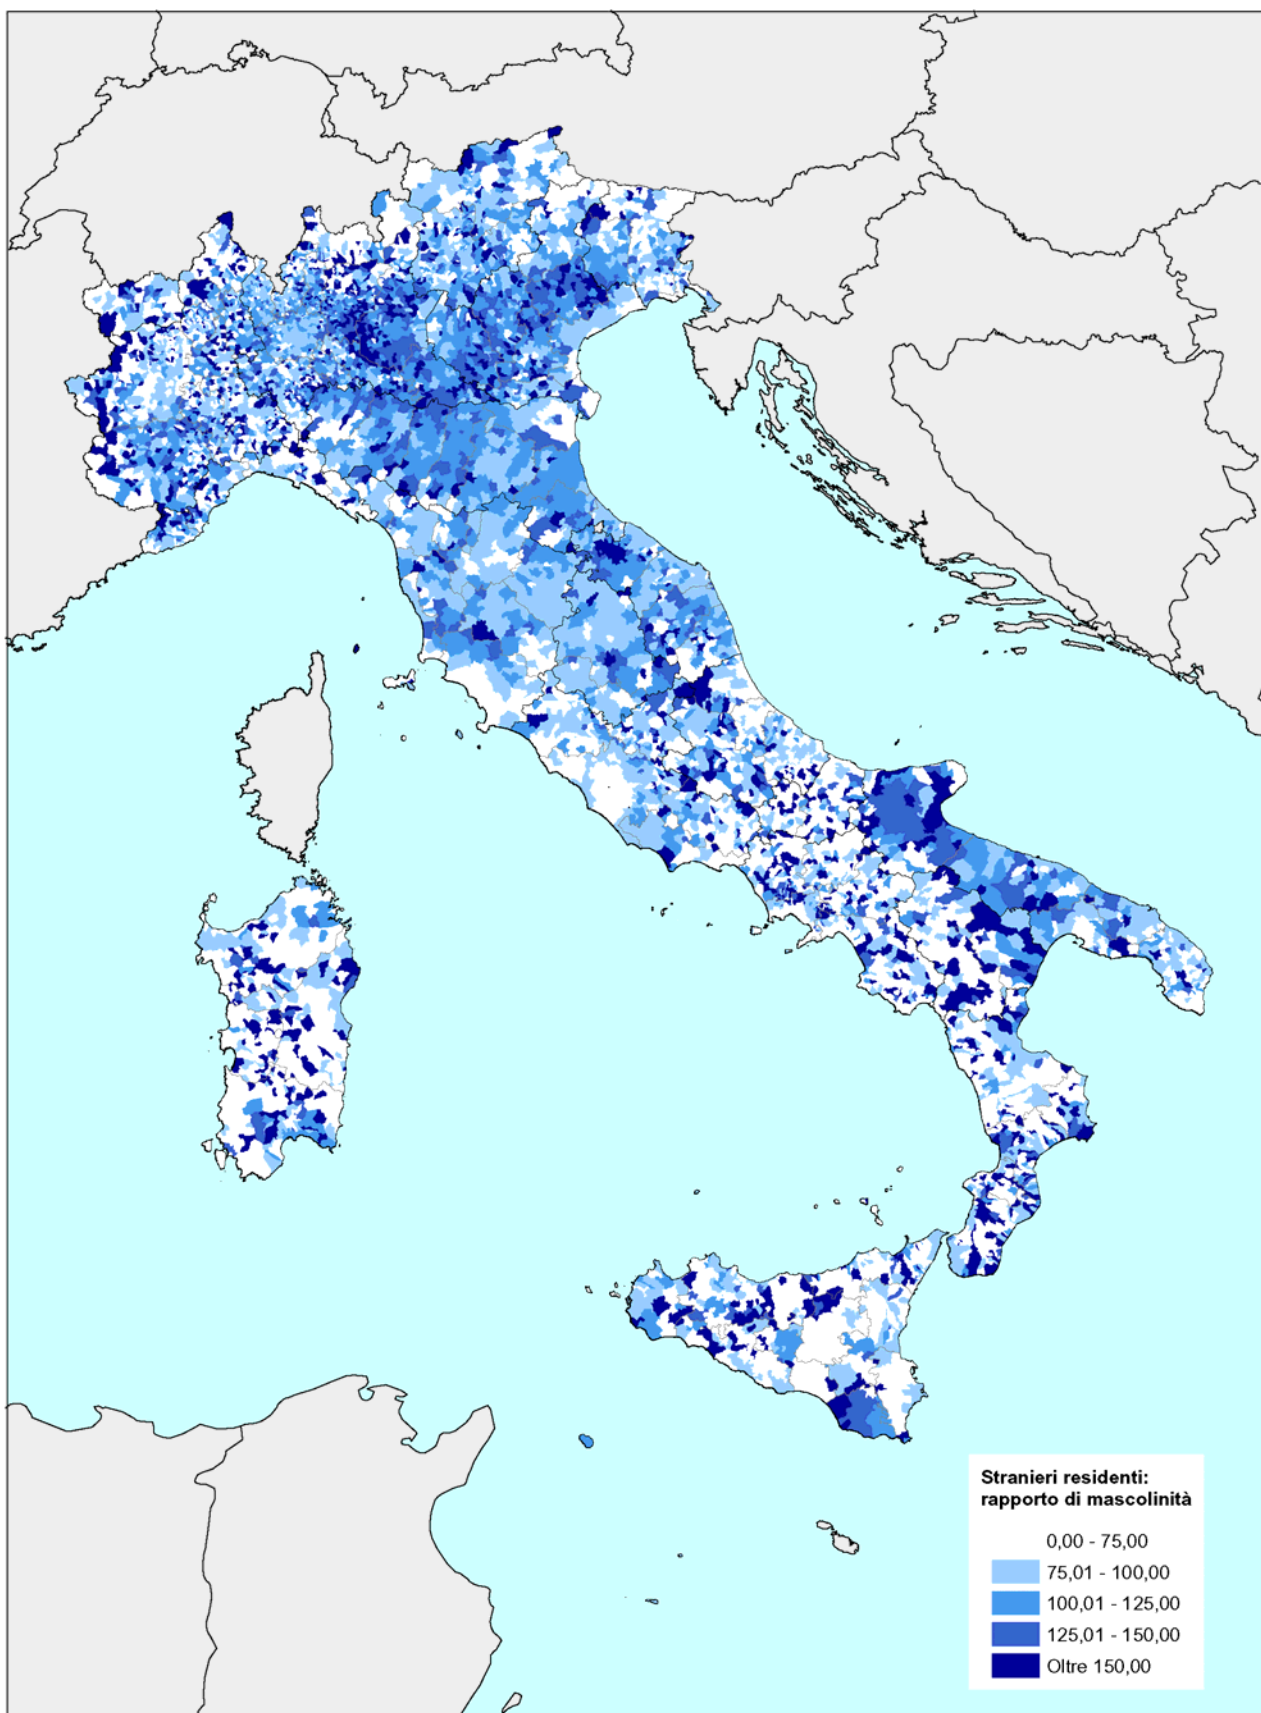 Stranieri residenti:
rapporto di mascolinità
0,00 - 75,00
75,01 - 100,00
100,01 - 125,00
125,01 - 150,00
Oltre 150,00